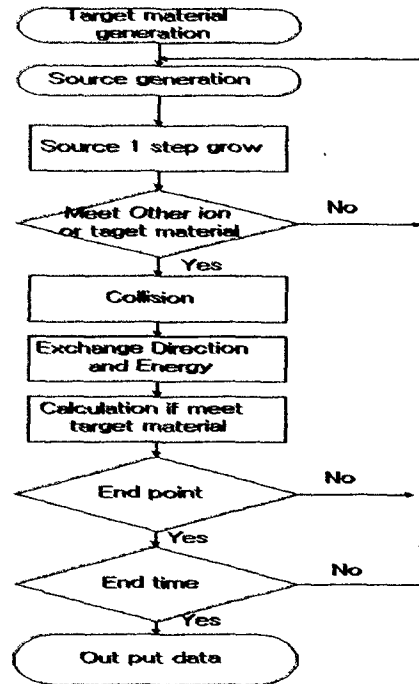 Target material
generation
Source generation
Source 1 step grow
Meet Other ion
or taget material
No
Yes
Collision
Exchange Direction
and Energy
Calculation if meet
target material
End point
No
Yes
End time
No
Yes
Out put data